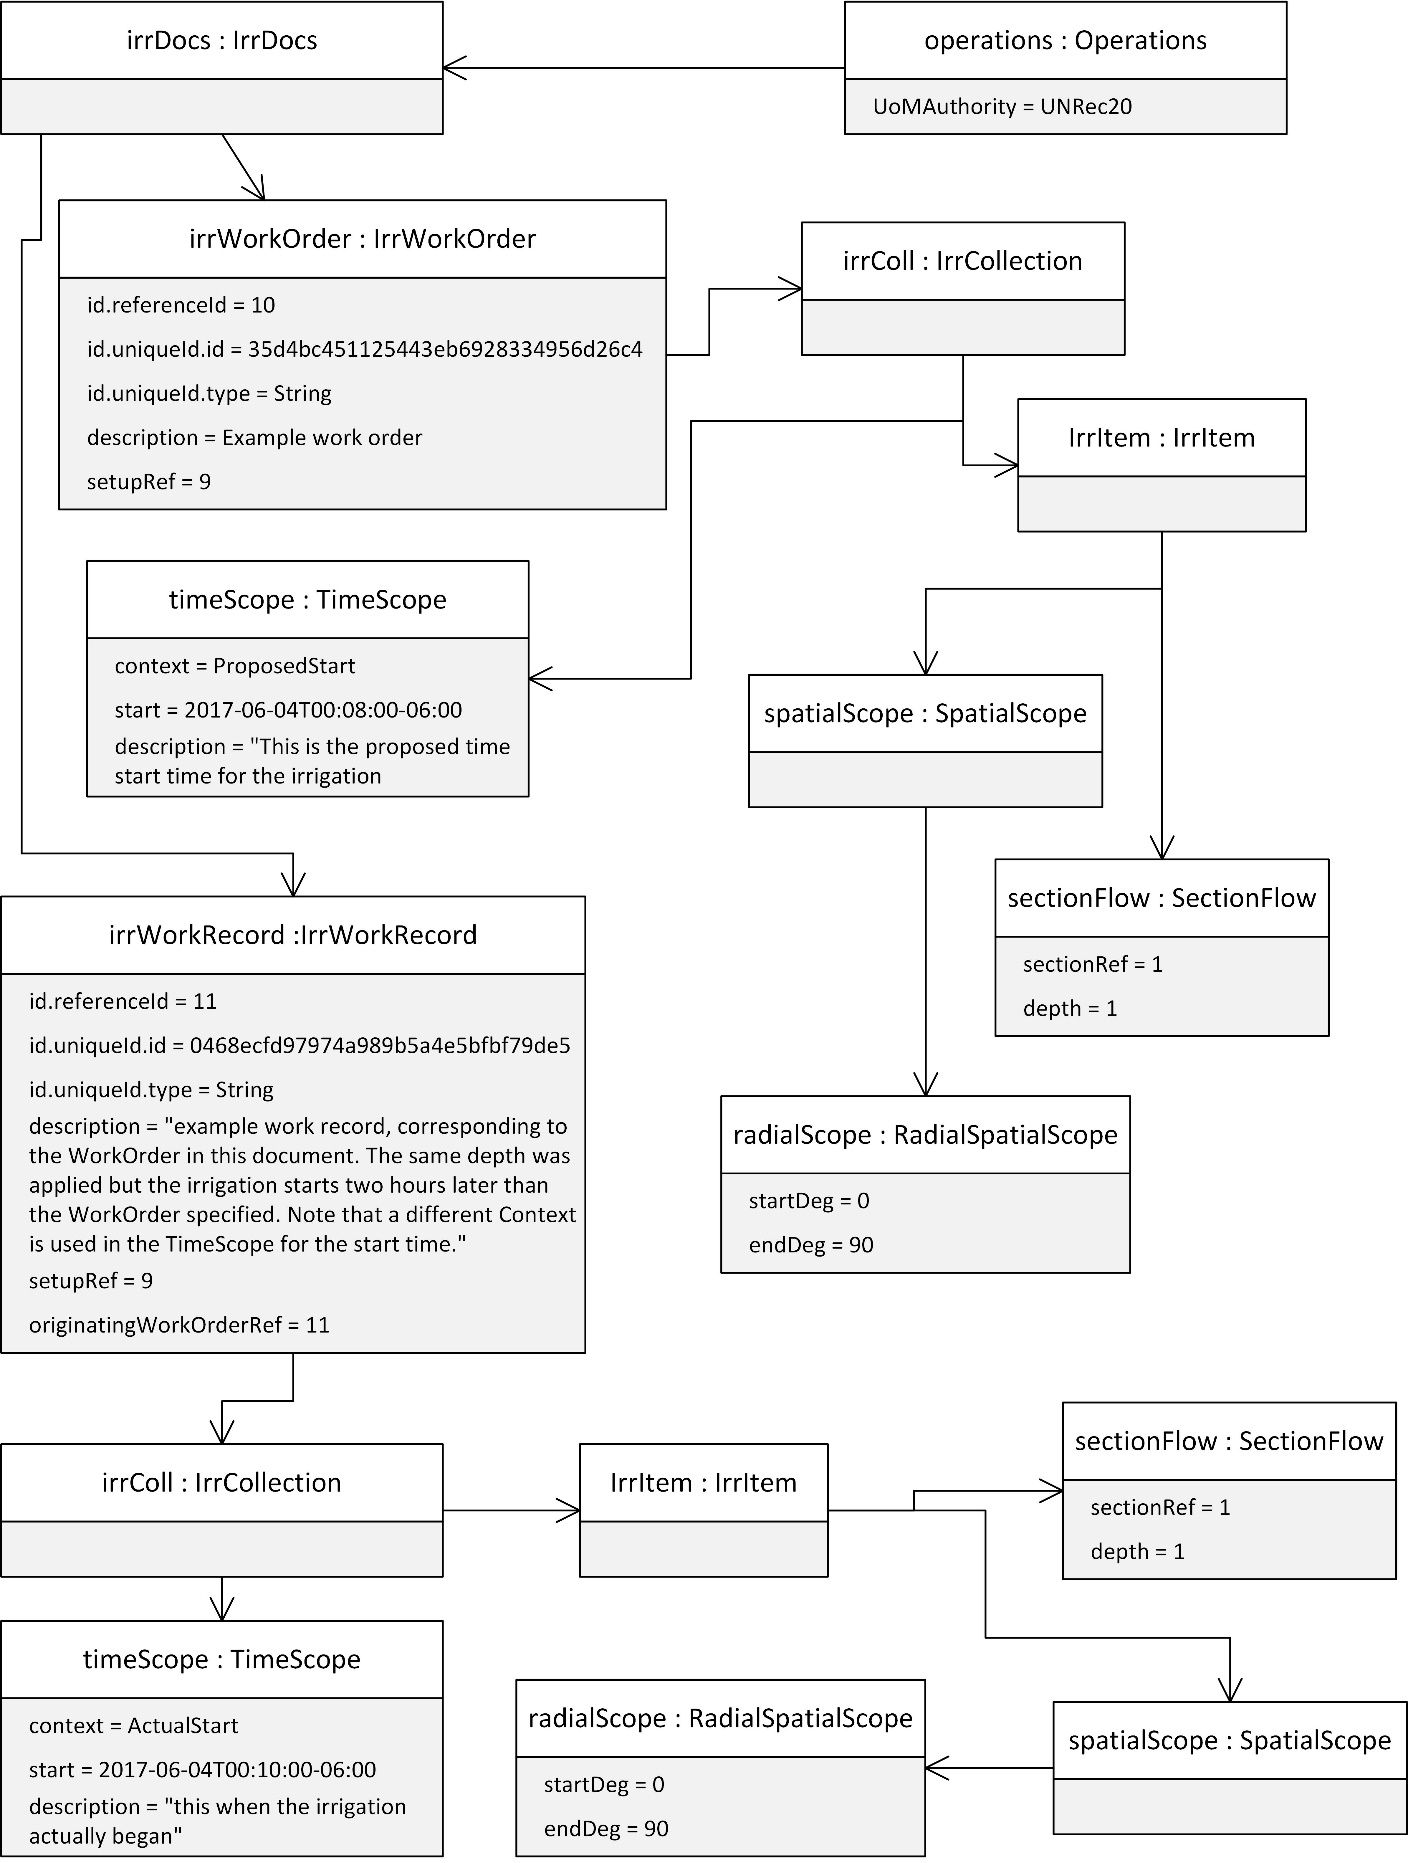 irrDocs : IrrDocs
operations : Operations
UoMAuthority = UNRec20
irrWorkOrder : IrrWorkOrder
id.referenceId = 10
id.uniqueId.id = 35d4bc451125443eb6928334956d26c4
id.uniqueId.type = String
description = Example work order
setupRef = 9
irrColl : IrrCollection
IrrItem : IrrItem
timeScope : TimeScope
context = ProposedStart
start = 2017-06-04T00:08:00-06:00
description = "This is the proposed time
start time for the irrigation
spatialScope : SpatialScope
sectionFlow : SectionFlow
sectionRef = 1
depth = 1
irrWorkRecord :IrrWorkRecord
id.referenceId = 11
id.uniqueId.id = 0468ecfd97974a989b5a4e5bfbf79de5
id.uniqueId.type = String
description = "example work record, corresponding to
the WorkOrder in this document. The same depth was
applied but the irrigation starts two hours later than
the WorkOrder specified. Note that a different Context
is used in the TimeScope for the start time."
setupRef = 9
originatingWorkOrderRef = 11
radialScope : RadialSpatialScope
startDeg = 0
endDeg = 90
irrColl : IrrCollection
IrrItem : IrrItem
sectionFlow : SectionFlow
sectionRef = 1
depth = 1
timeScope : TimeScope
context = ActualStart
start = 2017-06-04T00:10:00-06:00
description = "this when the irrigation
actually began"
radialScope : RadialSpatialScope
startDeg = 0
endDeg = 90
spatialScope : SpatialScope